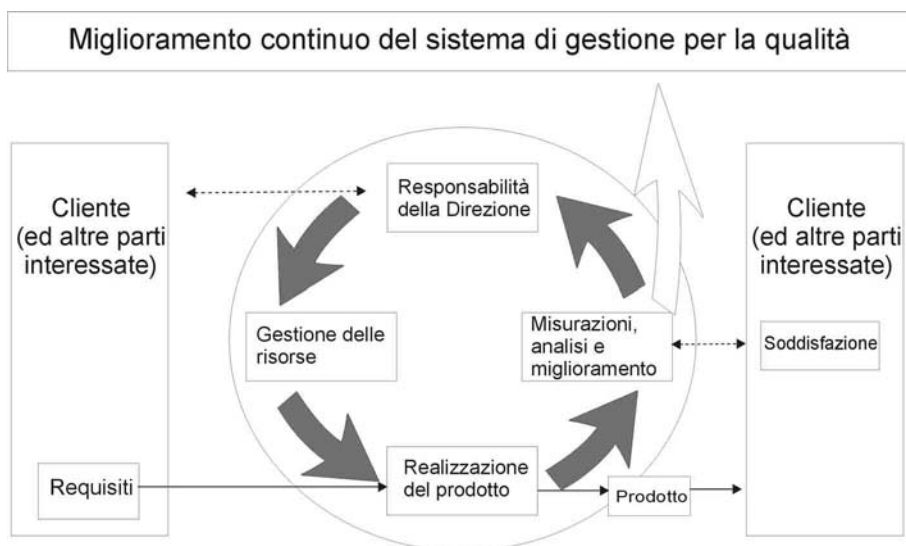 Miglioramento continuo del sistema di gestione per la qualità
Cliente
(ed altre parti
interessate)
Responsabilità
della Direzione
Cliente
(ed altre parti
interessate)
Gestione delle
risorse
Misurazioni,
analisi e
miglioramento
Soddisfazione
Requisiti
Realizzazione
del prodotto
Prodotto